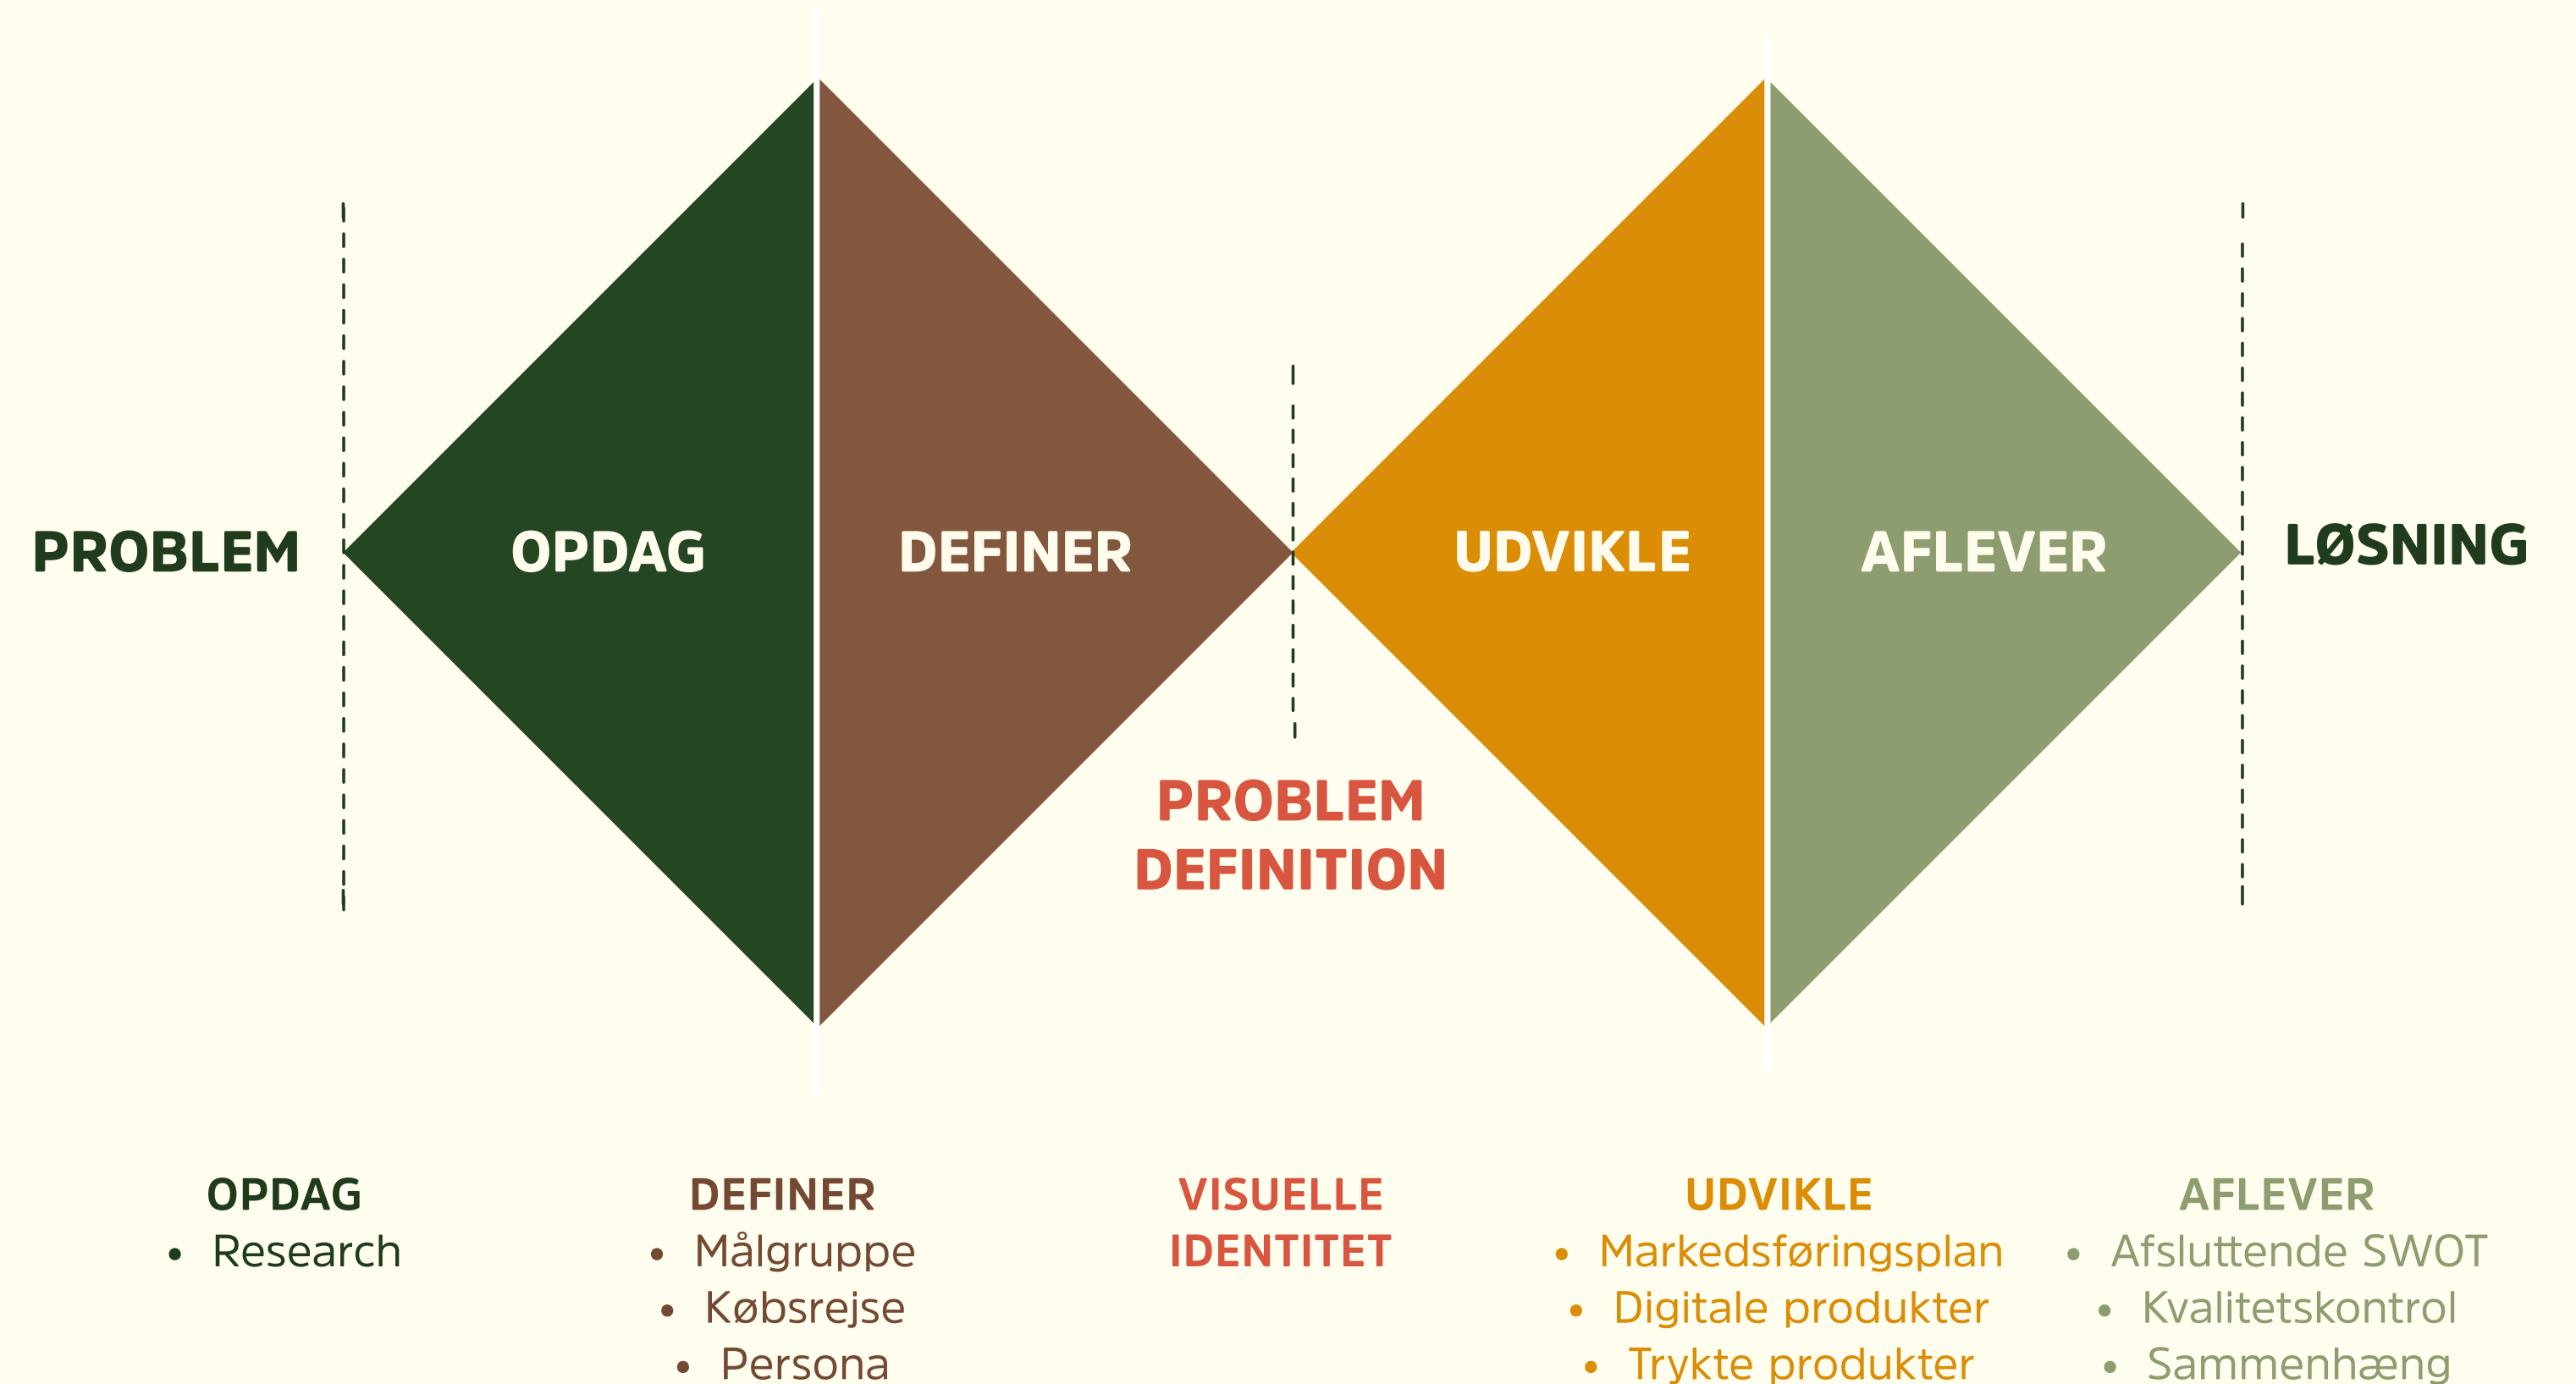 PROBLEM
OPDAG
DEFINER
UDVIKLE
AFLEVER
LØSNING
PROBLEM
DEFINITION
OPDAG
• Research
DEFINER
• Målgruppe
• Købsrejse
• Persona
VISUELLE
IDENTITET
UDVIKLE
• Markedsføringsplan
• Digitale produkter
• Trykte produkter
AFLEVER
• Afsluttende SWOT
• Kvalitetskontrol
• Sammenhæng